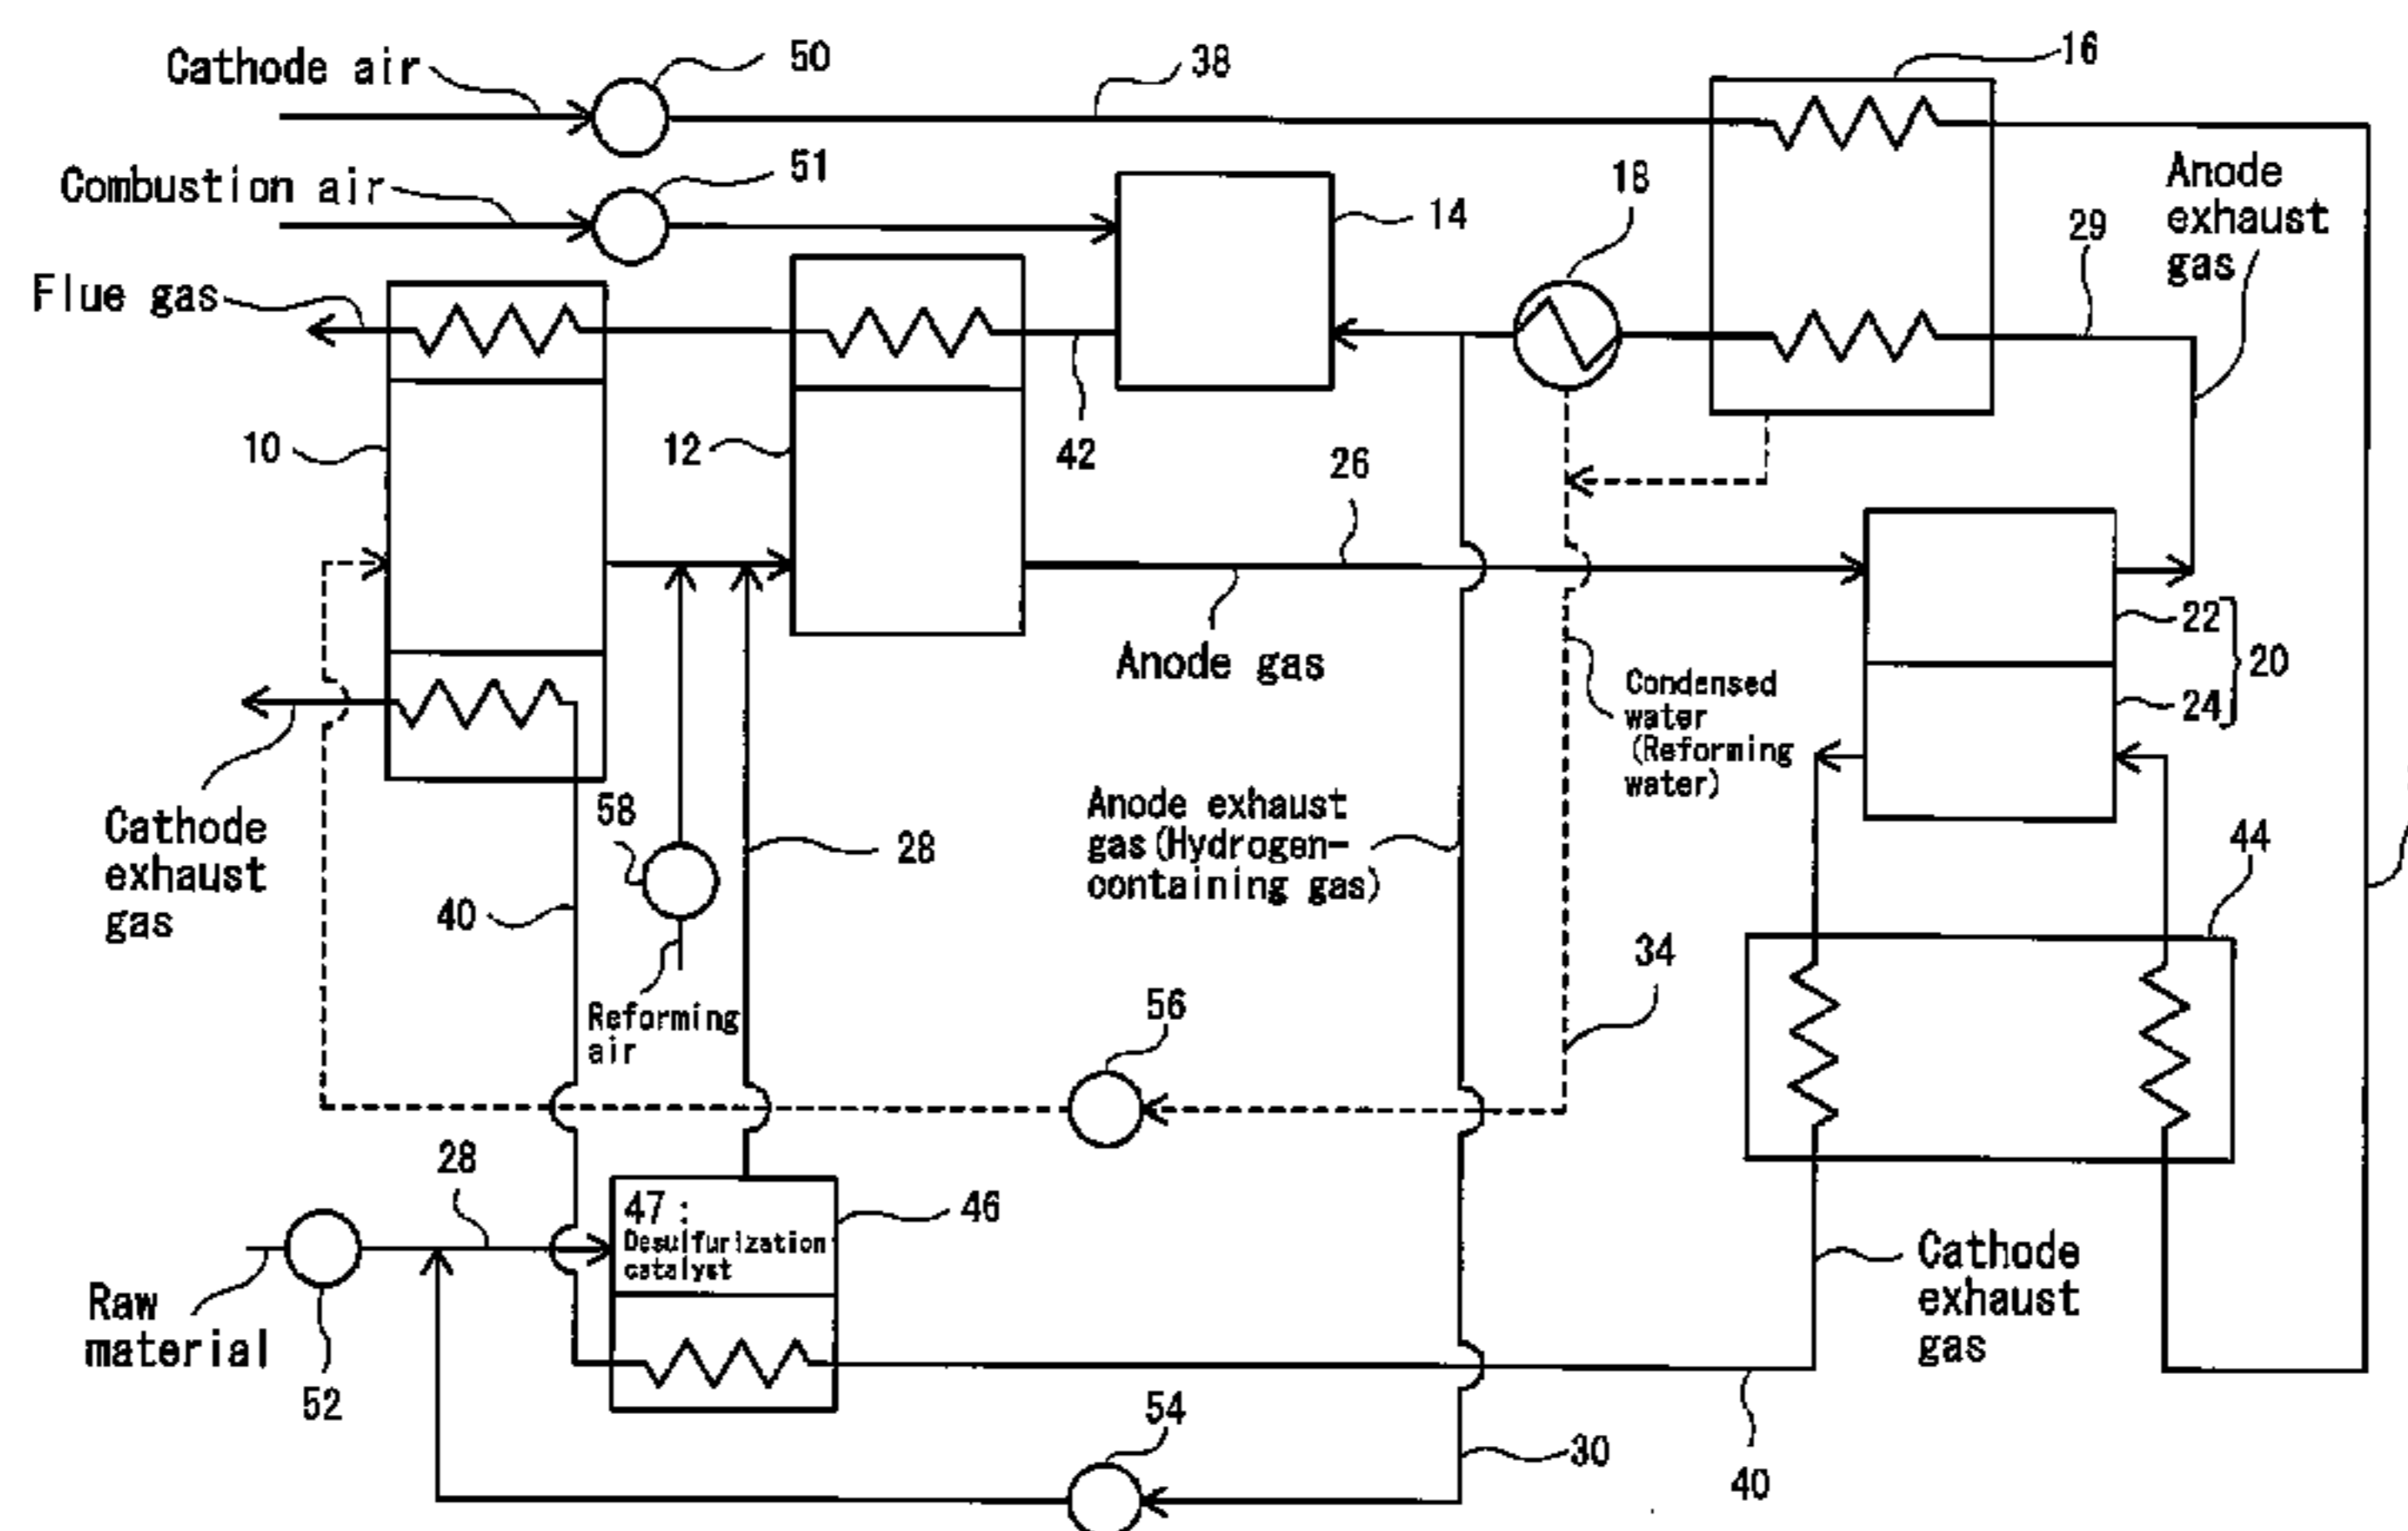 Cathode air
50
38
16
Combustion air
51
14
18
Anode
exhaust
gas
29
Flue gas
10
12
42
26
22
20
24
Anode gas
Condensed
water
(Reforming
water)
Cathode
exhaust
gas
58
40
28
Anode exhaust
gas(Hydrogen-
containing gas)
44
34
Reforming
air
56
28
47:
Desulfurization
catalyst
46
Raw
material
52
Cathode
exhaust
gas
54
30
40